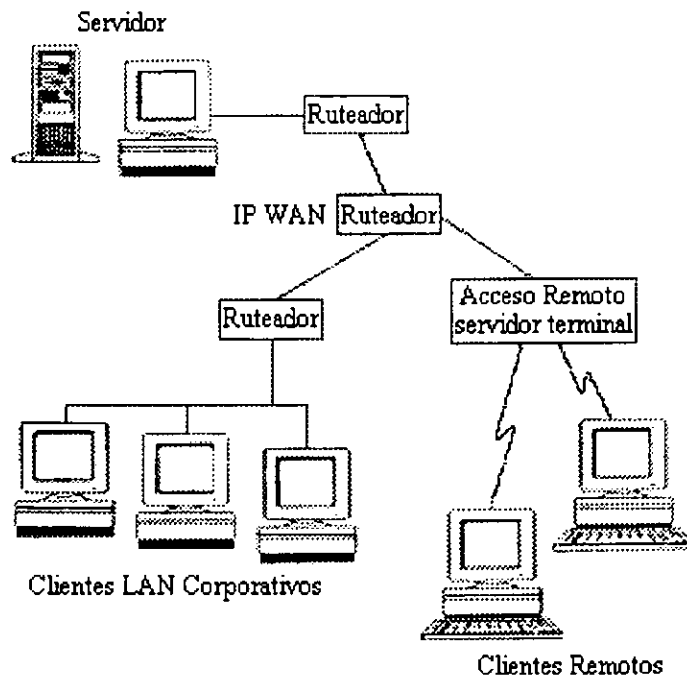 Servidor
Ruteador
IP WAN Ruteador
Ruteador
Acceso Remoto
servidor terminal
Clientes LAN Corporativos
Clientes Remotos